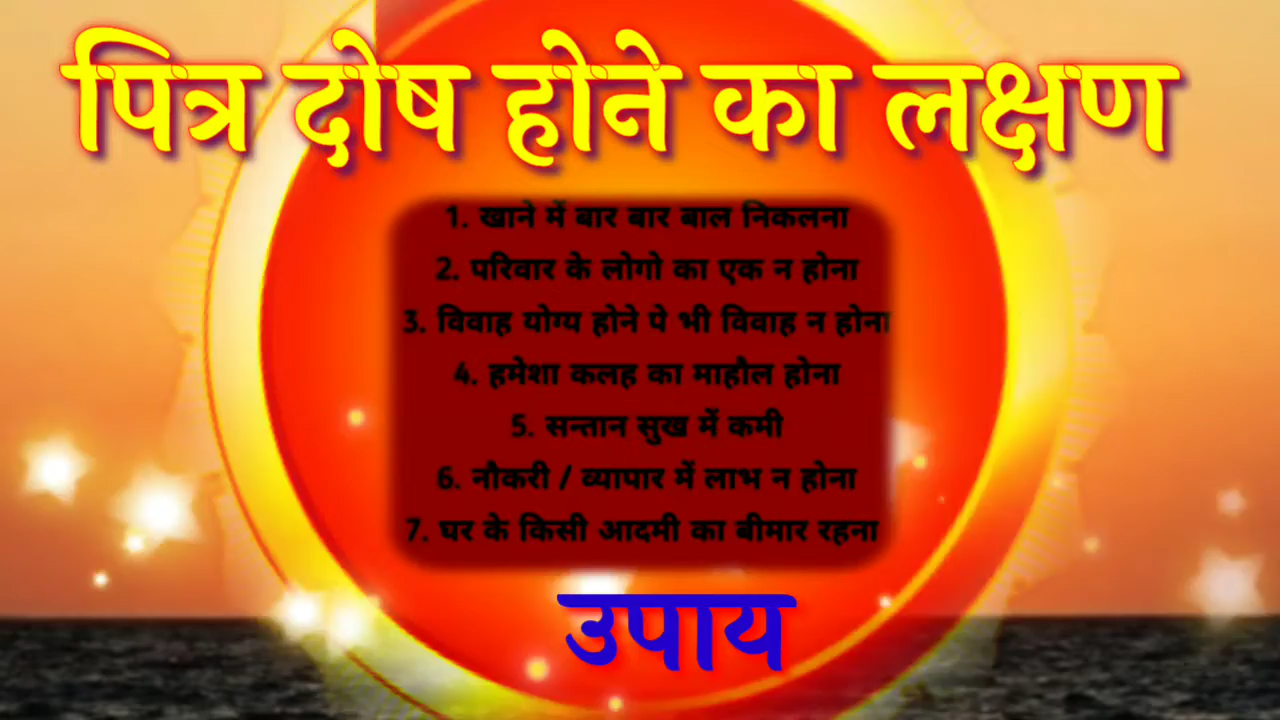 पित्र दोष होने का लक्षण
1. खाने में बार बार बाल निकलना
2. परिवार के लोगो का एक न होना
3. विवाह योग्य होने पे भी विवाह न होना
4. हमेशा कलह का माहौल होना
5. सन्तान सुख में कमी
6. नौकरी / व्यापार में लाभ न होना
7. घर के किसी आदमी का बीमार रहना
उपाय